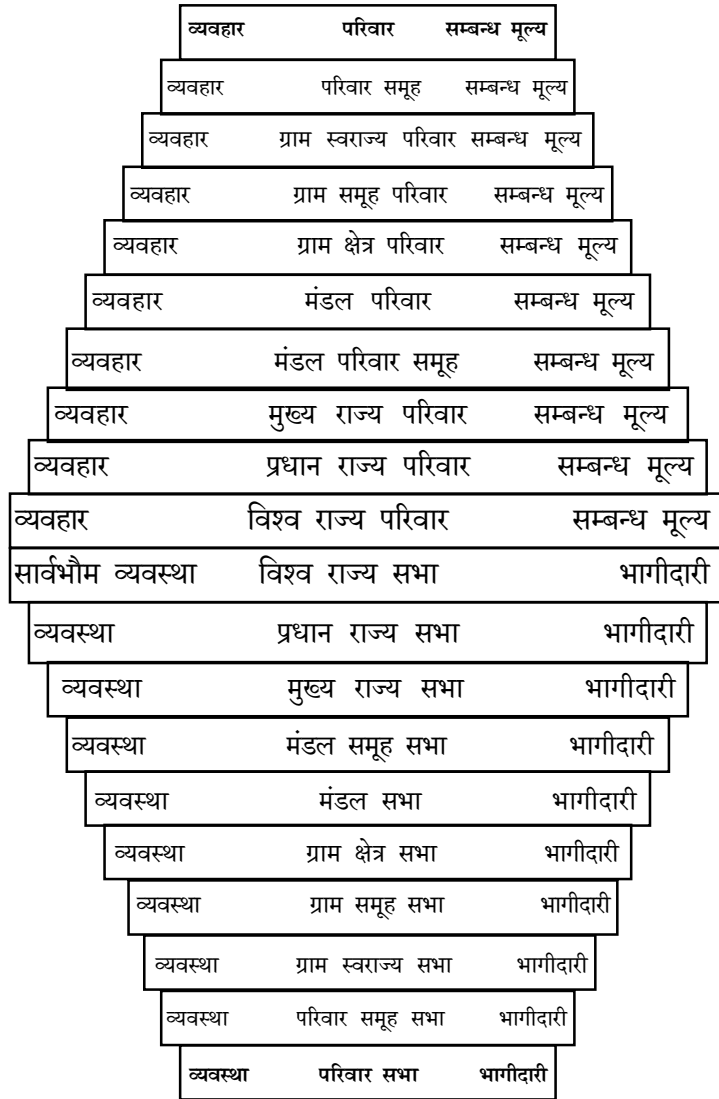 व्यवहार परिवार सम्बन्ध मूल्य
व्यवहार परिवार समूह सम्बन्ध मूल्य
व्यवहार ग्राम स्वराज्य परिवार सम्बन्ध मूल्य
व्यवहार ग्राम समूह परिवार सम्बन्ध मूल्य
व्यवहार ग्राम क्षेत्र परिवार सम्बन्ध मूल्य
व्यवहार मंडल परिवार सम्बन्ध मूल्य
व्यवहार मंडल परिवार समूह सम्बन्ध मूल्य
व्यवहार मुख्य राज्य परिवार सम्बन्ध मूल्य
व्यवहार प्रधान राज्य परिवार सम्बन्ध मूल्य
व्यवहार विश्व राज्य परिवार सम्बन्ध मूल्य
सार्वभौम व्यवस्था विश्व राज्य सभा भागीदारी
व्यवस्था प्रधान राज्य सभा भागीदारी
व्यवस्था मुख्य राज्य सभा भागीदारी
व्यवस्था मंडल समूह सभा भागीदारी
व्यवस्था मंडल सभा भागीदारी
व्यवस्था ग्राम क्षेत्र सभा भागीदारी
व्यवस्था ग्राम समूह सभा भागीदारी
व्यवस्था ग्राम स्वराज्य सभा भागीदारी
व्यवस्था परिवार समूह सभा भागीदारी
व्यवस्था परिवार सभा भागीदारी